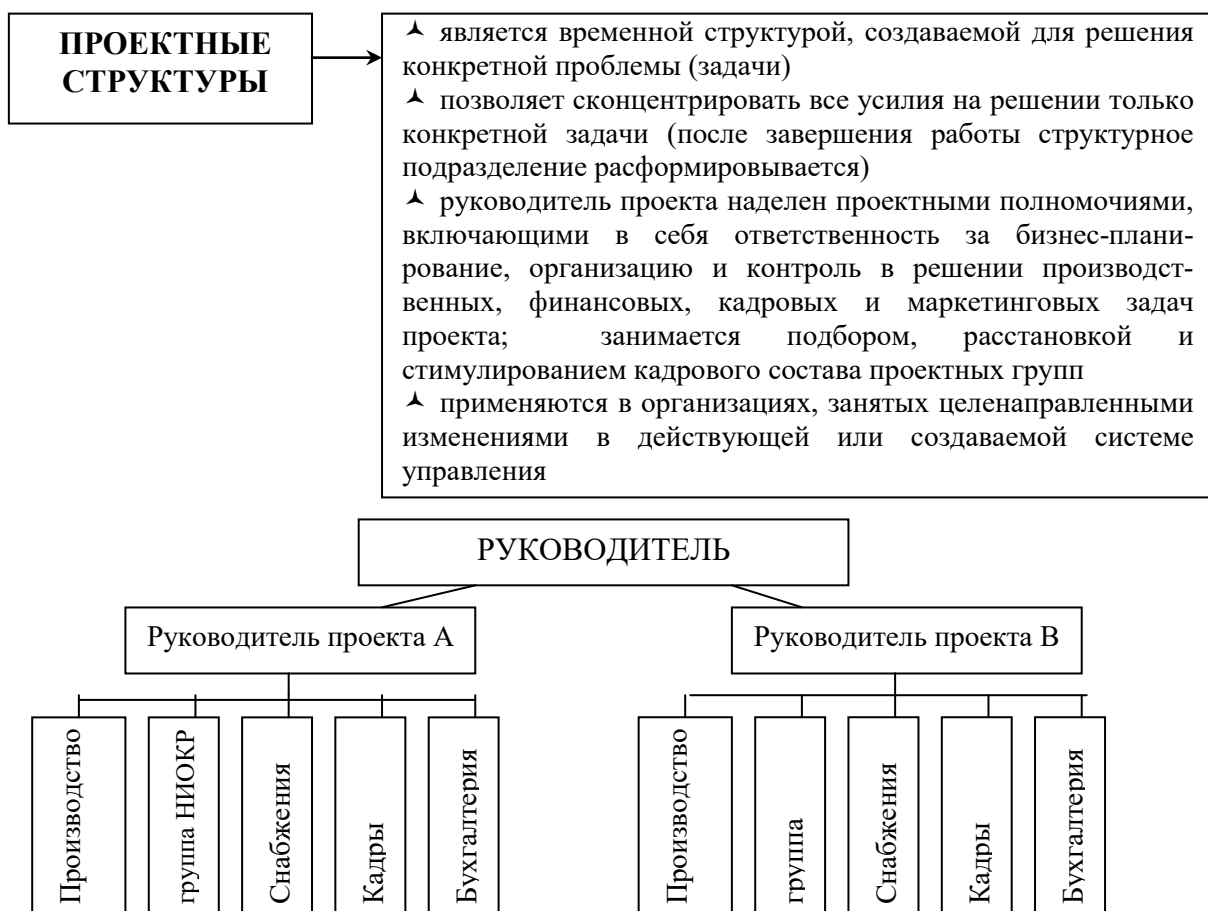 ПРОЕКТНЫЕ
СТРУКТУРЫ
является временной структурой, создаваемой для решения
конкретной проблемы (задачи)
позволяет сконцентрировать все усилия на решении только
конкретной задачи (после завершения работы структурное
подразделение расформировывается)
руководитель проекта наделен проектными полномочиями,
включающими в себя ответственность за бизнес-плани-
рование, организацию и контроль в решении производст-
венных, финансовых, кадровых и маркетинговых задач
проекта; занимается подбором, расстановкой и
стимулированием кадрового состава проектных групп
применяются в организациях, занятых целенаправленными
изменениями в действующей или создаваемой системе
управления
РУКОВОДИТЕЛЬ
Руководитель проекта А
Руководитель проекта В
Производство
группа НИОКР
Снабжения
Кадры
Бухгалтерия
Производство
группа
Снабжения
Кадры
Бухгалтерия